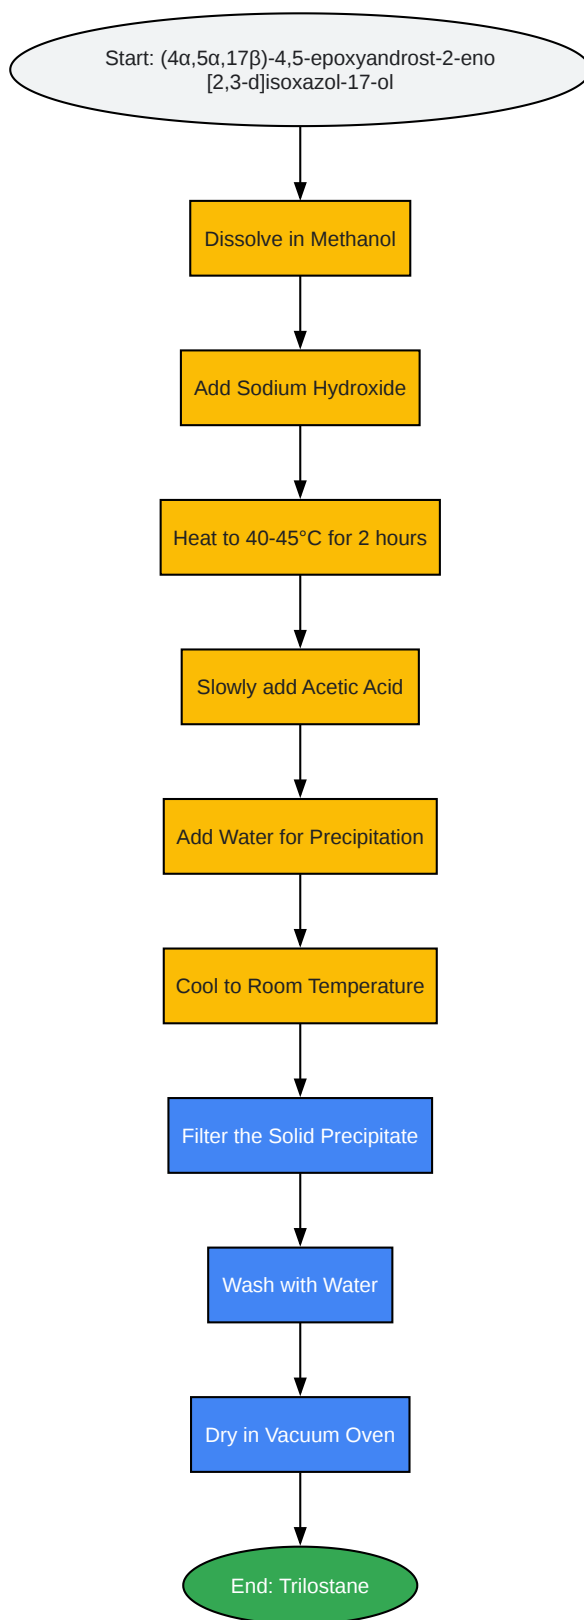 Start: (4α,5α,17β)-4,5-epoxyandrost-2-eno
[2,3-d]isoxazol-17-ol
Dissolve in Methanol
Add Sodium Hydroxide
Heat to 40-45°C for 2 hours
Slowly add Acetic Acid
Add Water for Precipitation
Cool to Room Temperature
Filter the Solid Precipitate
Wash with Water
Dry in Vacuum Oven
End: Trilostane